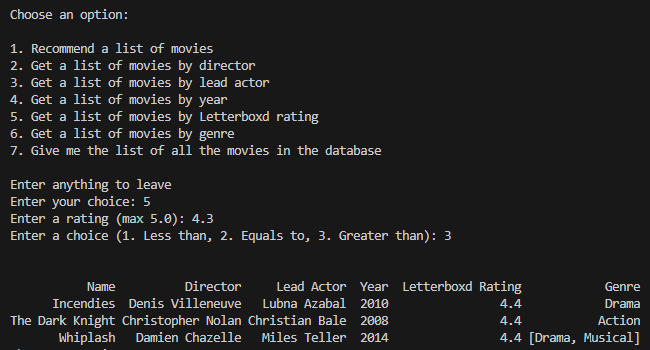 Choose an option:
1. Recommend a list of movies
2. Get a list of movies by director
3. Get a list of movies by lead actor
4. Get a list of movies by year
5. Get a list of movies by Letterboxd rating
6. Get a list of movies by genre
7. Give me the list of all the movies in the database
Enter anything to leave
Enter your choice: 5
Enter a rating (max 5.0): 4.3
Enter a choice (1. Less than, 2. Equals to, 3. Greater than): 3
Name Director Lead Actor Year Letterboxd Rating Genre
Incendies Denis Villeneuve Lubna Azabal 2010 4.4 Drama
The Dark Knight Christopher Nolan Christian Bale 2008 4.4 Action
Whiplash Damien Chazelle Miles Teller 2014 4.4 [Drama, Musical]